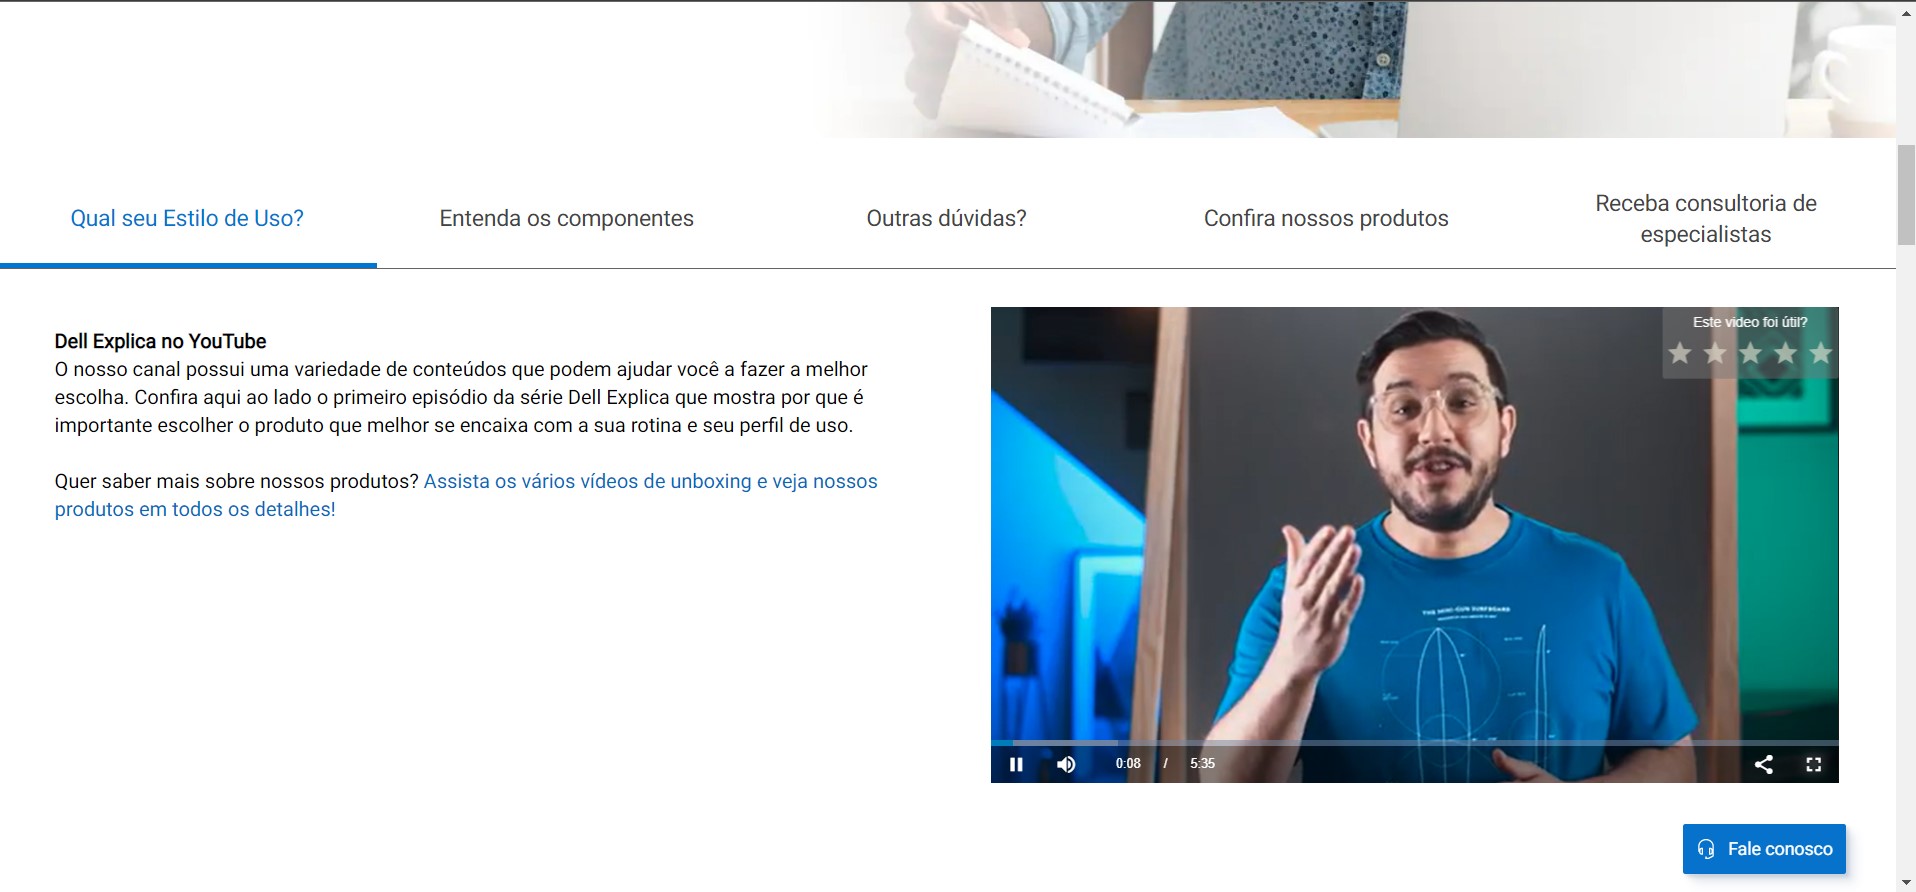 Qual seu Estilo de Uso?
Entenda os componentes
Outras dúvidas?
Confira nossos produtos
Receba consultoria de
especialistas
Dell Explica no YouTube
O nosso canal possui uma variedade de conteúdos que podem ajudar você a fazer a melhor
escolha. Confira aqui ao lado o primeiro episódio da série Dell Explica que mostra por que é
importante escolher o produto que melhor se encaixa com a sua rotina e seu perfil de uso.
Quer saber mais sobre nossos produtos? Assista os vários vídeos de unboxing e veja nossos
produtos em todos os detalhes!
Este video foi útil?
THE MINI-GUN SURFBOARD
0:08 / 5:35
Fale conosco